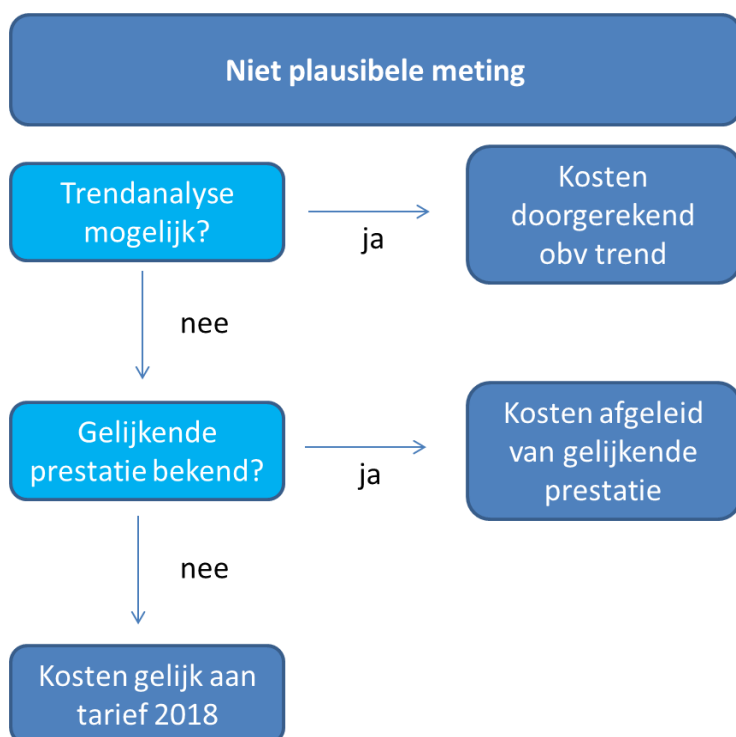 Niet plausibele meting
Trendanalyse
mogelijk?
ja
Kosten
doorgerekend
obv trend
nee
Gelijkende
prestatie bekend?
ja
Kosten afgeleid
van gelijkende
prestatie
nee
Kosten gelijk aan
tarief 2018